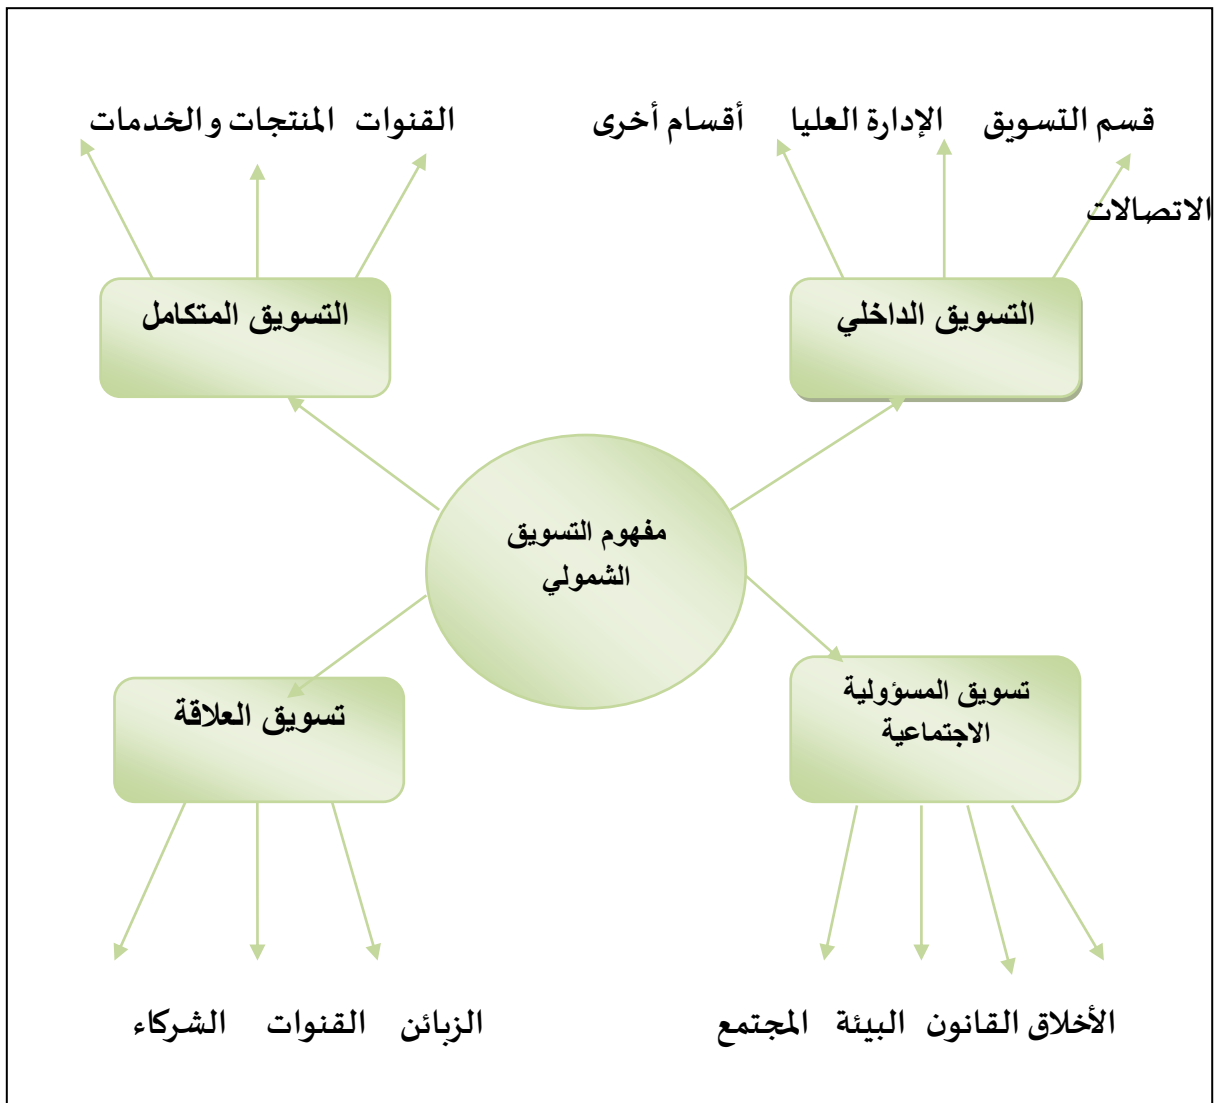 قسم التسويق الإدارة العليا أقسام أخرى القنوات المنتجات والخدمات
الاتصالات
التسويق الداخلي
التسويق المتكامل
مفهوم التسويق
الشمولي
تسويق المسؤولية
الاجتماعية
تسويق العلاقة
الأخلاق القانون البيئة المجتمع الزبائن القنوات الشركاء